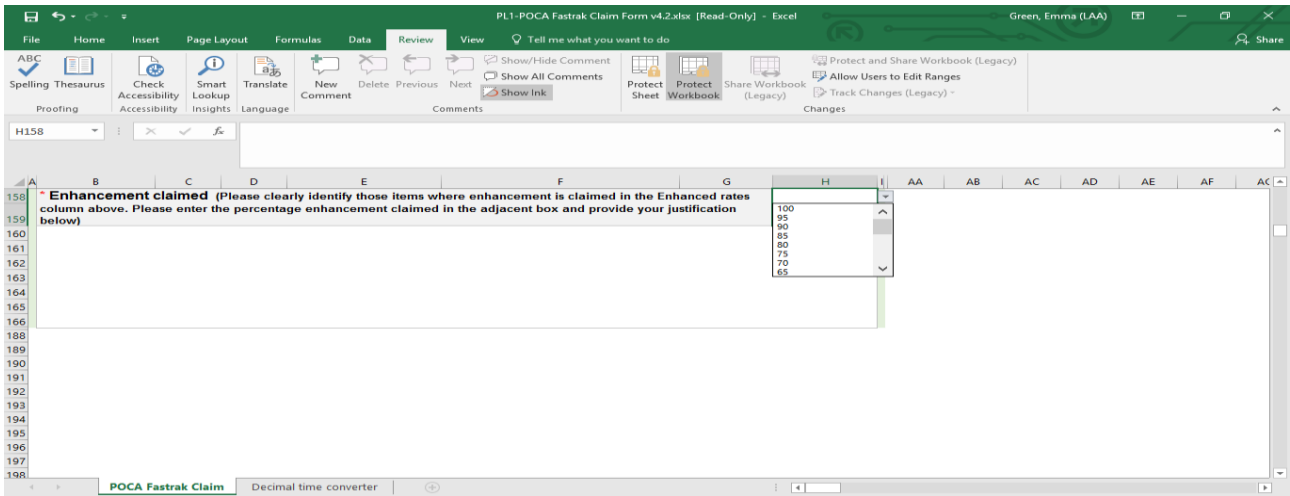 PL1-POCA Fastrak Claim Form v4.2.xlsx [Read-Only] - Excel
Green, Emma (LAA)
File Home Insert Page Layout Formulas Data Review View Tell me what you want to do
Share
ABC
Spelling Thesaurus
Check Accessibility
Smart Lookup
Translate
New Comment
Delete Previous Next
Show/Hide Comment
Show All Comments
Show Ink
Protect Sheet
Protect Workbook
Share Workbook (Legacy)
Protect and Share Workbook (Legacy)
Allow Users to Edit Ranges
Track Changes (Legacy)
Proofing Accessibility Insights Language Comments Changes
H158
fx
A B C D E F G H I AA AB AC AD AE AF AG
158 * Enhancement claimed (Please clearly identify those items where enhancement is claimed in the Enhanced rates
column above. Please enter the percentage enhancement claimed in the adjacent box and provide your justification
159 below)
100
95
90
85
80
75
70
65
160
161
162
163
164
165
166
188
189
190
191
192
193
194
195
196
197
198
POCA Fastrak Claim Decimal time converter